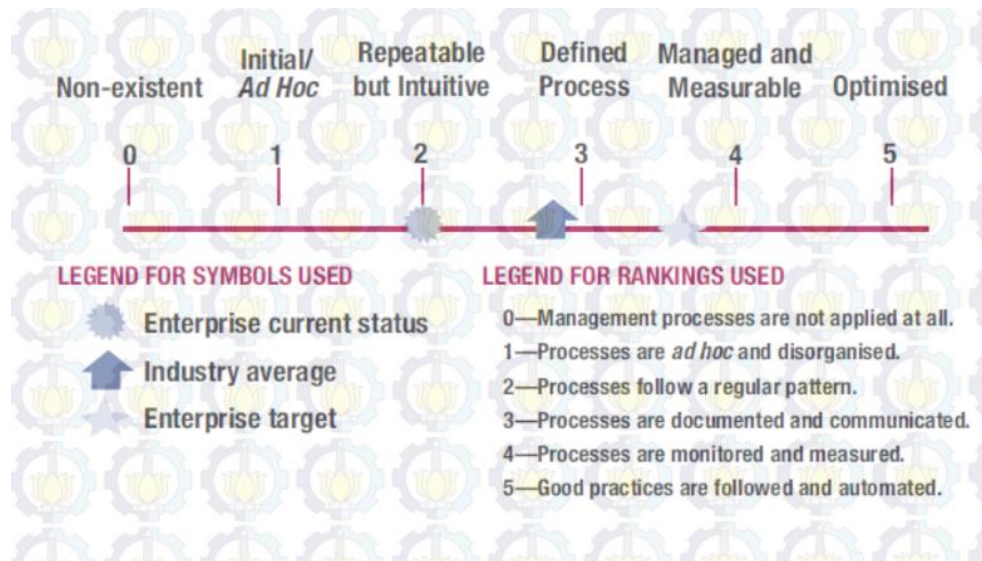 Non-existent
Initial/
Ad Hoc
Repeatable
but Intuitive
Defined
Process
Managed and
Measurable
Optimised
0 1 2 3 4 5
LEGEND FOR SYMBOLS USED
Enterprise current status
Industry average
Enterprise target
LEGEND FOR RANKINGS USED
0—Management processes are not applied at all.
1—Processes are ad hoc and disorganised.
2—Processes follow a regular pattern.
3—Processes are documented and communicated.
4—Processes are monitored and measured.
5—Good practices are followed and automated.